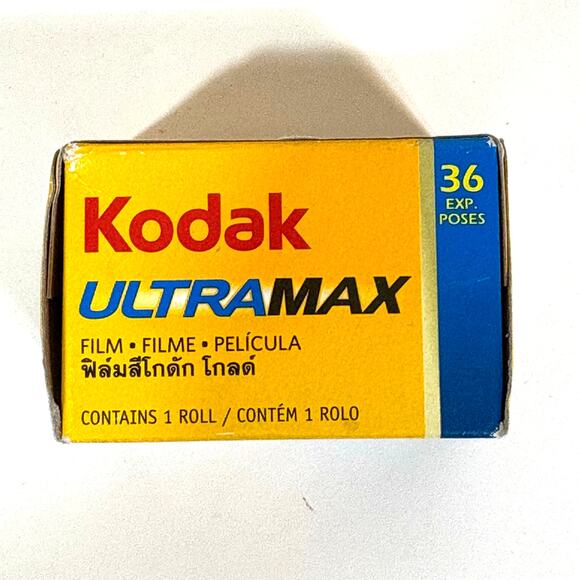 Kodak
ULTRAMAX
FILM • FILME • PELÍCULA
ฟิล์มสีโกดัก โกลด์
CONTAINS 1 ROLL / CONTÉM 1 ROLO
36
EXP.
POSES